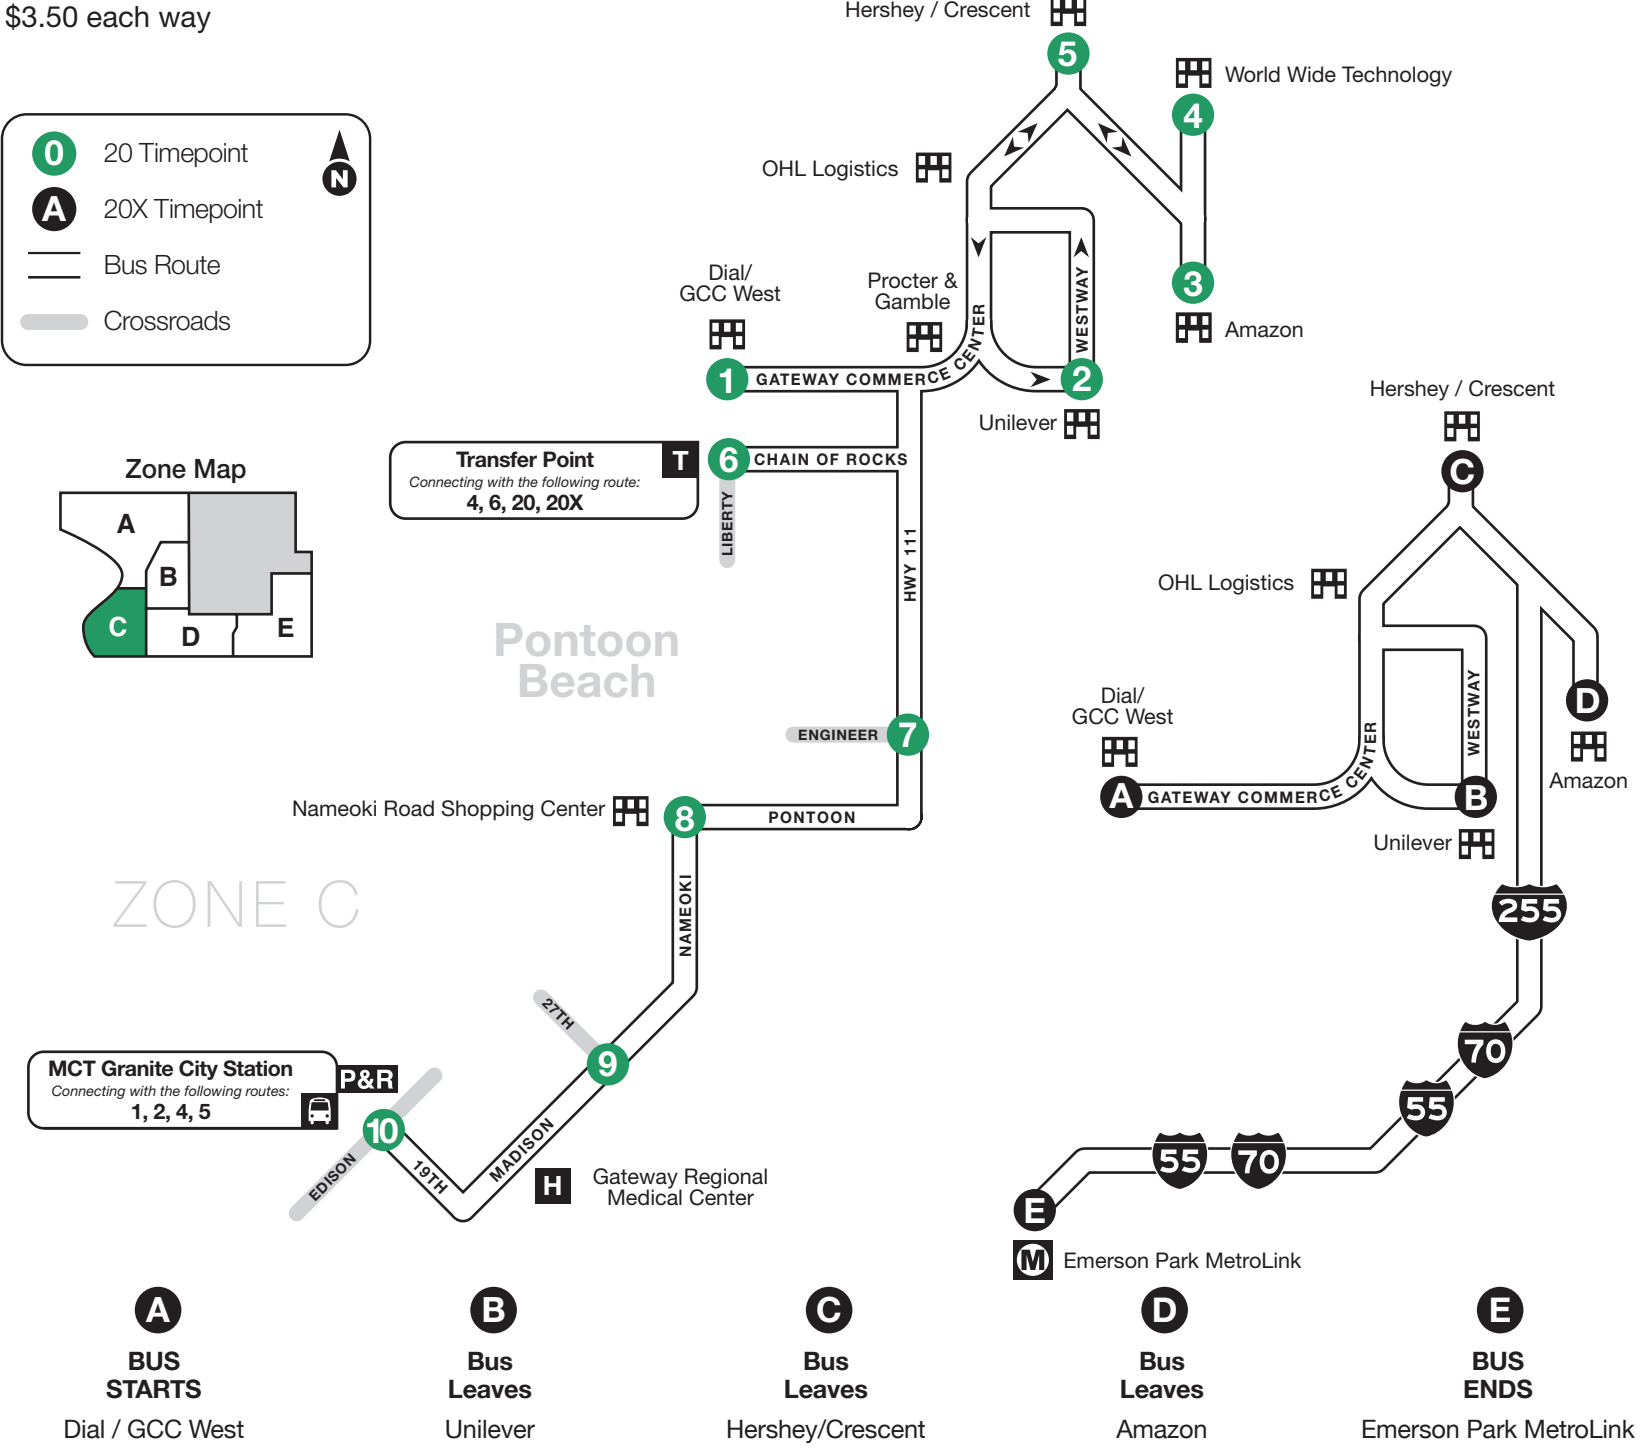 $3.50 each way
Hershey / Crescent
5
World Wide Technology
4
0 20 Timepoint
N
A 20X Timepoint
Bus Route
Crossroads
OHL Logistics
Dial/
GCC West
Procter &
Gamble
3
Amazon
WESTWAY
1
GATEWAY COMMERCE CENTER
2
Unilever
Transfer Point
T
Connecting with the following route:
4, 6, 20, 20X
6
CHAIN OF ROCKS
LIBERTY
HWY 111
Zone Map
A
B
C
D
E
Pontoon
Beach
ENGINEER
7
Nameoki Road Shopping Center
8
PONTOON
NAMEOKI
ZONE C
27TH
9
MCT Granite City Station
Connecting with the following routes:
1, 2, 4, 5
P&R
10
EDISON
19TH
MADISON
H
Gateway Regional
Medical Center
Hershey / Crescent
C
OHL Logistics
Dial/
GCC West
WESTWAY
D
Amazon
A
GATEWAY COMMERCE CENTER
B
Unilever
255
70
55
55
70
E
M
Emerson Park MetroLink
A
BUS
STARTS
Dial / GCC West
B
Bus
Leaves
Unilever
C
Bus
Leaves
Hershey/Crescent
D
Bus
Leaves
Amazon
E
BUS
ENDS
Emerson Park MetroLink